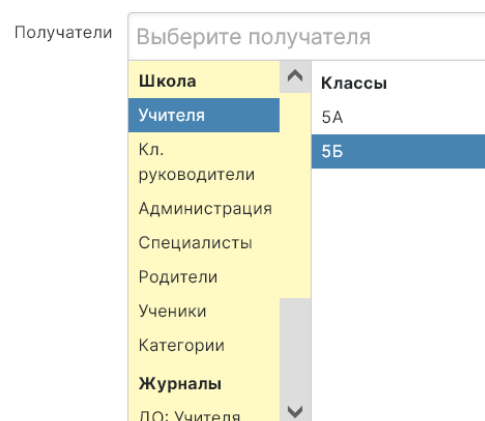 Получатели
Выберите получателя
Школа
Учителя
Кл.
руководители
Администрация
Специалисты
Родители
Ученики
Категории
Журналы
ДО: Учителя
Классы
5А
5Б